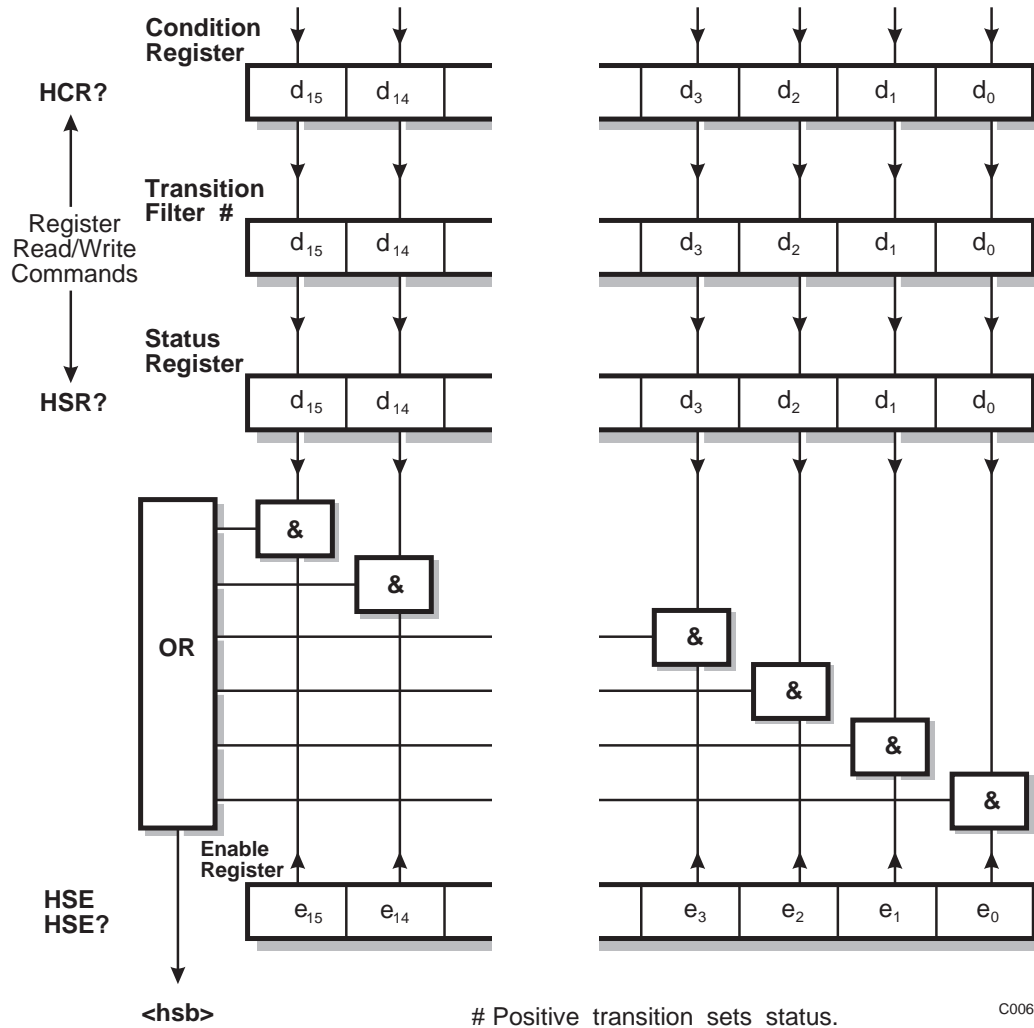 Condition
Register
HCR?
d15 d14 d3 d2 d1 d0
Transition
Filter #
Register
Read/Write
Commands
d15 d14 d3 d2 d1 d0
Status
Register
HSR?
d15 d14 d3 d2 d1 d0
&
&
&
&
&
&
OR
Enable
Register
HSE
HSE?
e15 e14 e3 e2 e1 e0
<hsb>
# Positive transition sets status.
C006